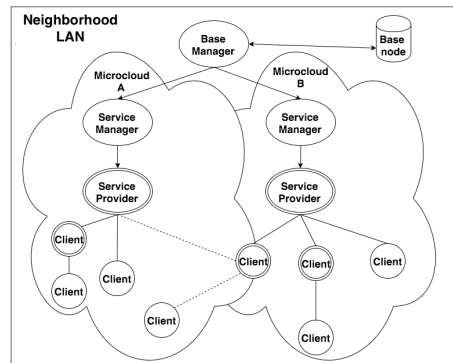 Neighborhood
LAN
Base
Manager
Base
node
Microcloud
A
Microcloud
B
Service
Manager
Service
Manager
Service
Provider
Service
Provider
Client
Client
Client
Client
Client
Client
Client
Client